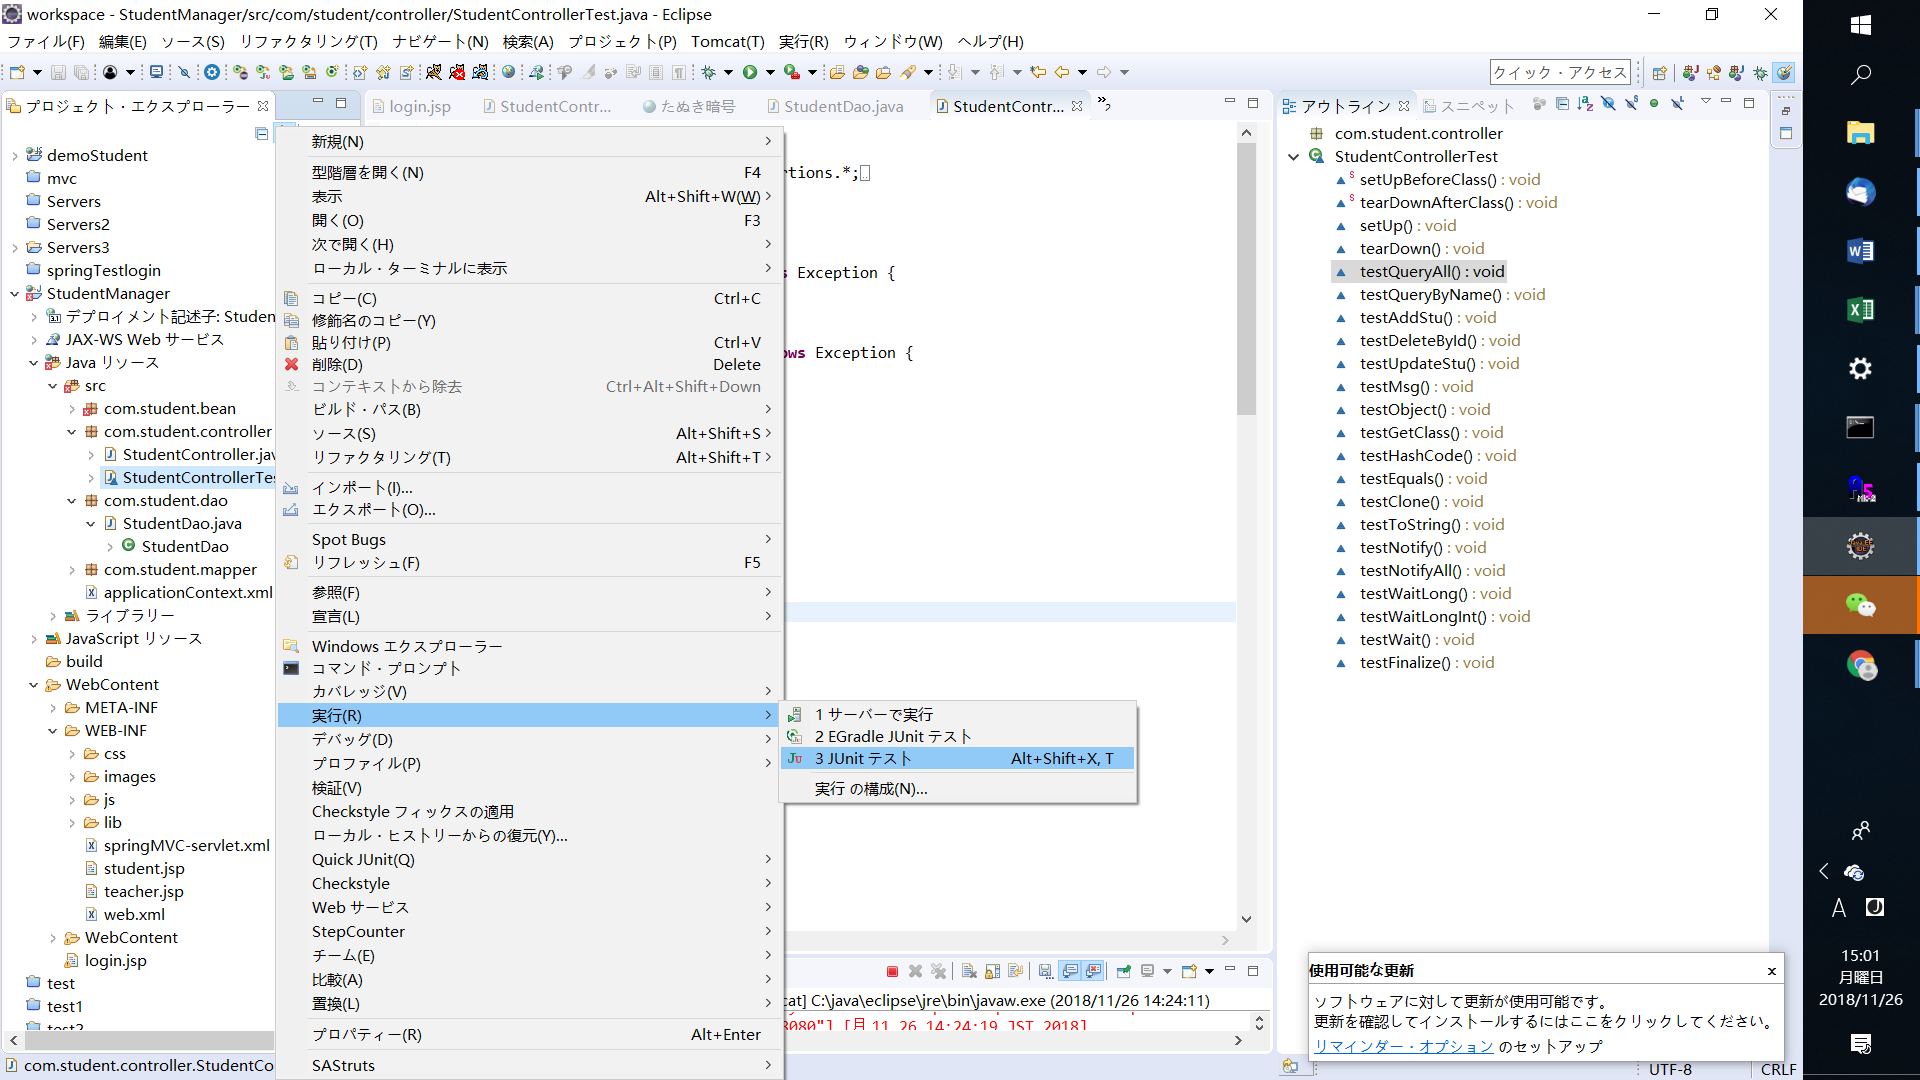 workspace - StudentManager/src/com/student/controller/StudentControllerTest.java - Eclipse
ファイル(F) 編集(E) ソース(S) リファクタリング(T) ナビゲート(N) 検索(A) プロジェクト(P) Tomcat(T) 実行(R) ウィンドウ(W) ヘルプ(H)
クイック・アクセス
プロジェクト・エクスプローラー
login.jsp
StudentContr...
たぬき暗号
StudentDao.java
StudentContr...
»2
アウトライン
スニペット
demoStudent
mvc
Servers
Servers2
Servers3
springTestlogin
StudentManager
デプロイメント記述子: Studen
JAX-WS Web サービス
Java リソース
src
com.student.bean
com.student.controller
StudentController.jav
StudentControllerTes
com.student.dao
StudentDao.java
StudentDao
com.student.mapper
applicationContext.xml
ライブラリー
JavaScript リソース
build
WebContent
META-INF
WEB-INF
css
images
js
lib
springMVC-servlet.xml
student.jsp
teacher.jsp
web.xml
WebContent
login.jsp
test
test1
test2
com.student.controller.StudentCo
新規(N)
型階層を開く(N) F4
表示 Alt+Shift+W(W)
開く(O) F3
次で開く(H)
ローカル・ターミナルに表示
コピー(C) Ctrl+C
修飾名のコピー(Y)
貼り付け(P) Ctrl+V
削除(D) Delete
コンテキストから除去 Ctrl+Alt+Shift+Down
ビルド・パス(B)
ソース(S) Alt+Shift+S
リファクタリング(T) Alt+Shift+T
インポート(I)...
エクスポート(O)...
Spot Bugs
リフレッシュ(F) F5
参照(F)
宣言(L)
Windows エクスプローラー
コマンド・プロンプト
カバレッジ(V)
実行(R)
デバッグ(D)
プロファイル(P)
検証(V)
Checkstyle フィックスの適用
ローカル・ヒストリーからの復元(Y)...
Quick JUnit(Q)
Checkstyle
Web サービス
StepCounter
チーム(E)
比較(A)
置換(L)
プロパティー(R) Alt+Enter
SAStruts
1 サーバーで実行
2 EGradle JUnit テスト
3 JUnit テスト Alt+Shift+X, T
実行 の構成(N)...
rtions.*;
s Exception {
ows Exception {
cat] C:\java\eclipse\jre\bin\javaw.exe (2018/11/26 14:24:11)
8080"] [月 11 26 14:24:19 JST 2018]
com.student.controller
StudentControllerTest
setUpBeforeClass() : void
tearDownAfterClass() : void
setUp() : void
tearDown() : void
testQueryAll() : void
testQueryByName() : void
testAddStu() : void
testDeleteById() : void
testUpdateStu() : void
testMsg() : void
testObject() : void
testGetClass() : void
testHashCode() : void
testEquals() : void
testClone() : void
testToString() : void
testNotify() : void
testNotifyAll() : void
testWaitLong() : void
testWaitLongInt() : void
testWait() : void
testFinalize() : void
使用可能な更新
ソフトウェアに対して更新が使用可能です。
更新を確認してインストールするにはここをクリックしてください。
リマインダー・オプション のセットアップ
UTF-8 CRLF
A J
15:01
月曜日
2018/11/26